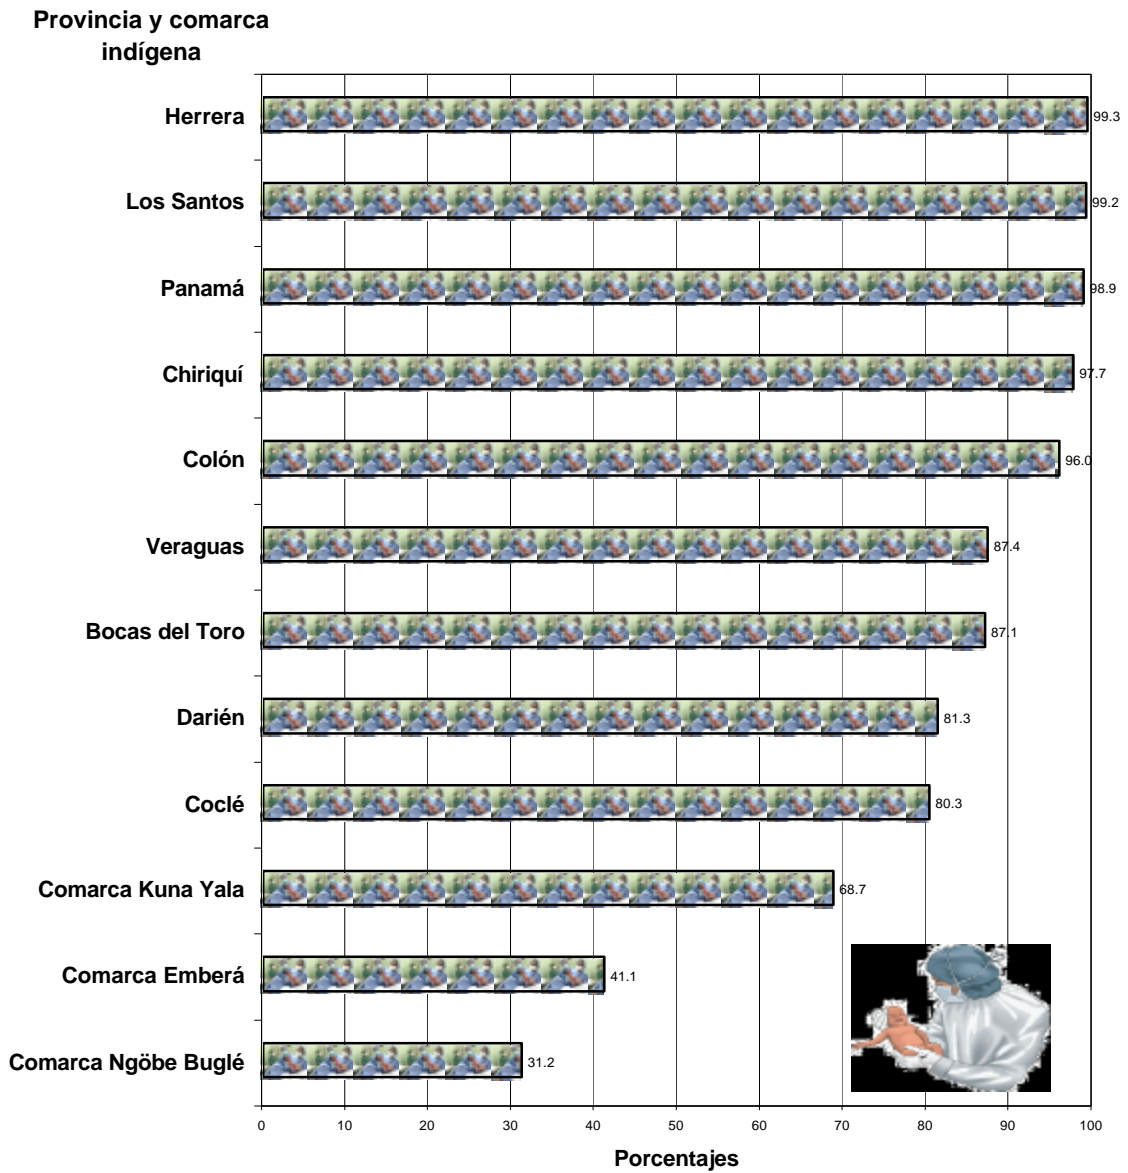 Provincia y comarca
indígena
Herrera 99.3
Los Santos 99.2
Panamá 98.9
Chiriquí 97.7
Colón 96.0
Veraguas 87.4
Bocas del Toro 87.1
Darién 81.3
Coclé 80.3
Comarca Kuna Yala 68.7
Comarca Emberá 41.1
Comarca Ngöbe Buglé 31.2
0 10 20 30 40 50 60 70 80 90 100
Porcentajes